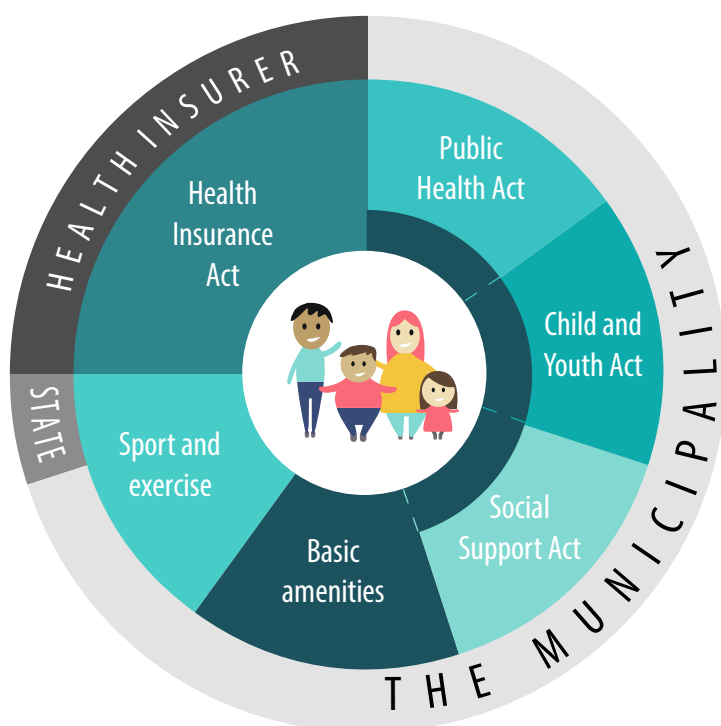 HEALTH INSURER
Health
Insurance
Act
Public
Health Act
Child and
Youth Act
Social
Support Act
Basic
amenities
Sport and
exercise
STATE
THE MUNICIPALITY